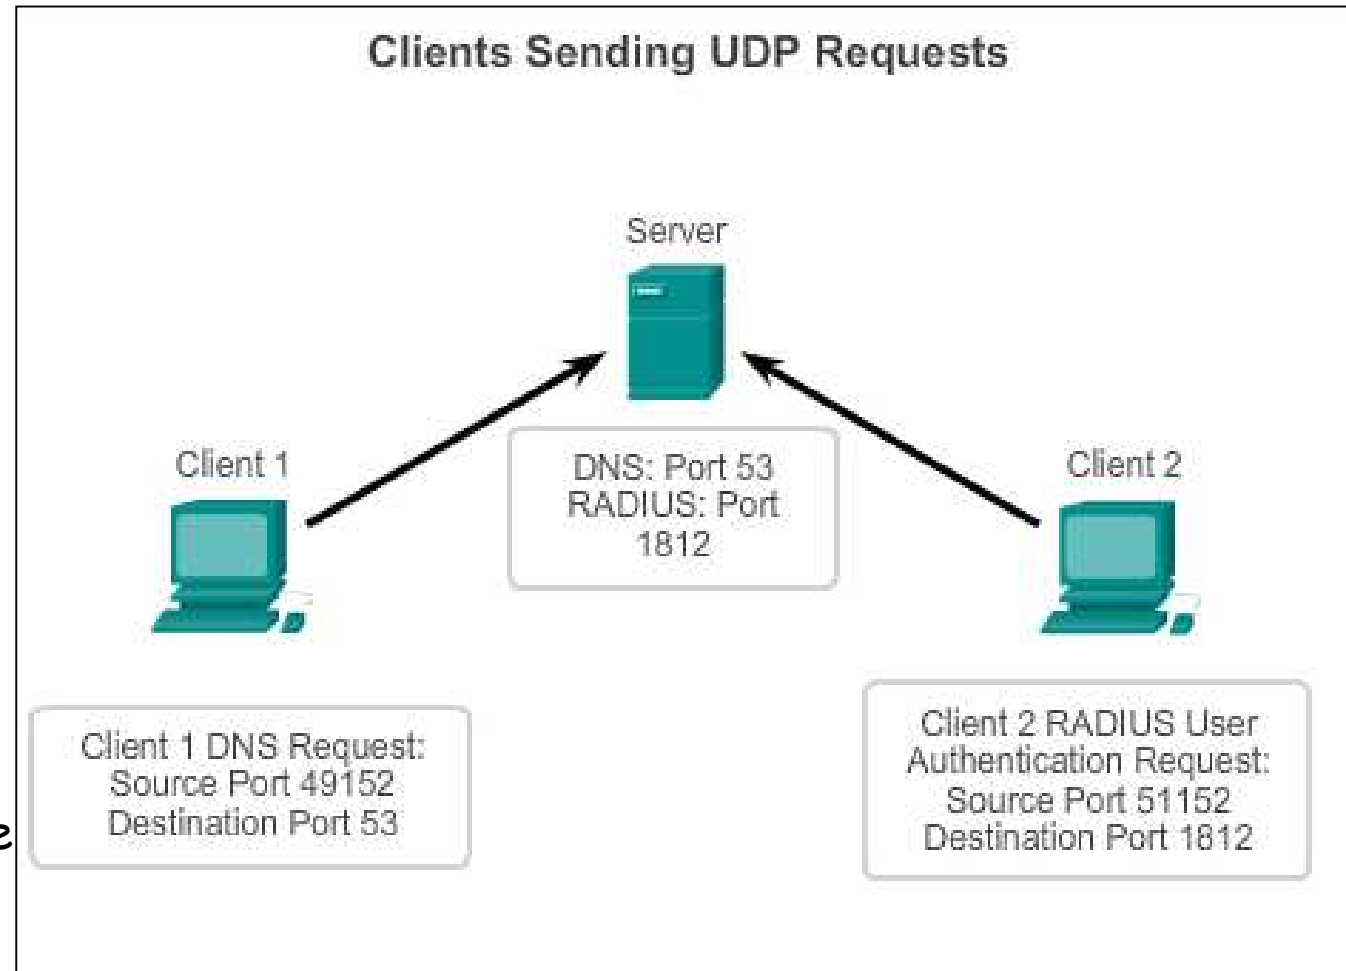 Clients Sending UDP Requests
Server
Client 1
DNS: Port 53
RADIUS: Port
1812
Client 2
Client 1 DNS Request:
Source Port 49152
Destination Port 53
Client 2 RADIUS User
Authentication Request:
Source Port 51152
Destination Port 1812
e